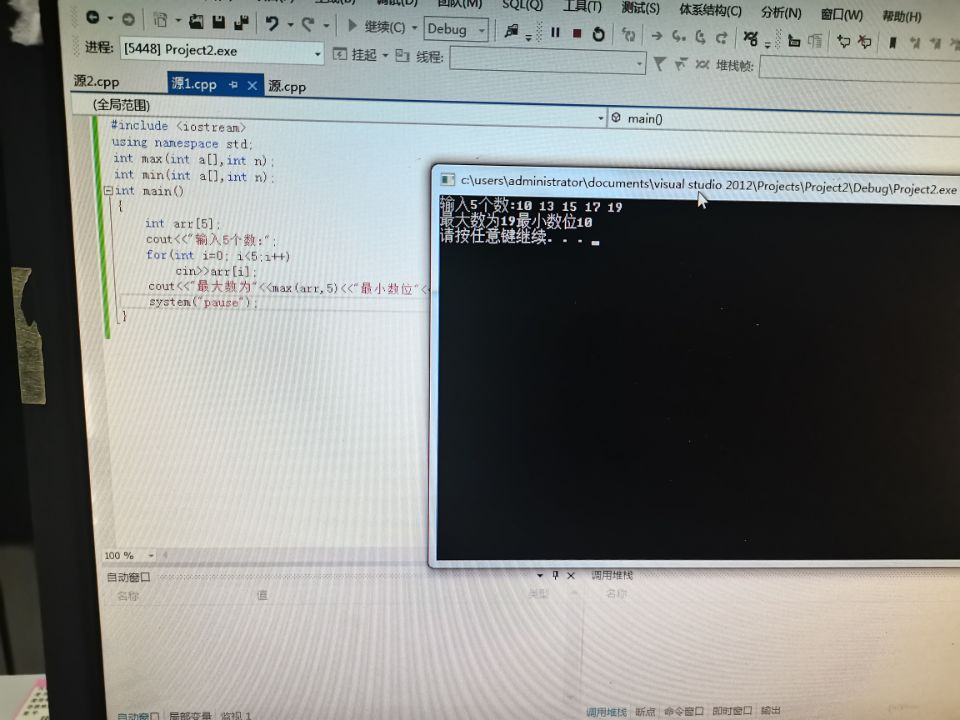 SQL(Q) 工具(T) 测试(S) 体系结构(C) 分析(N) 窗口(W) 帮助(H)
继续(C) Debug
进程: [5448] Project2.exe 挂起 线程: 堆栈帧:
源2.cpp 源1.cpp 源.cpp
(全局范围) main()
#include <iostream>
using namespace std;
int max(int a[],int n);
int min(int a[],int n);
int main()
{
int arr[5];
cout<<"输入5个数:";
for(int i=0; i<5;i++)
cin>>arr[i];
cout<<"最大数为"<<max(arr,5)<<"最小数位"<<
system("pause");
}
c:\users\administrator\documents\visual studio 2012\Projects\Project2\Debug\Project2.exe
输入5个数:10 13 15 17 19
最大数为19最小数位10
请按任意键继续. . .
100 %
自动窗口 调用堆栈
名称 值 类型 名称
自动窗口 局部变量 监视 1 调用堆栈 断点 命令窗口 即时窗口 输出